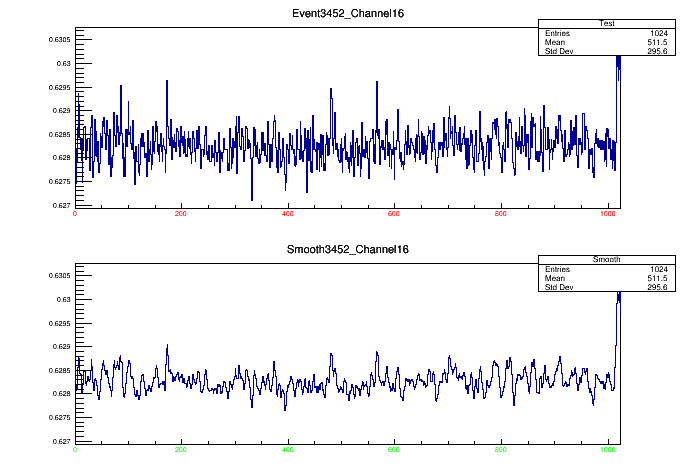 Event3452_Channel16
Test
Entries 1024
Mean 511.5
Std Dev 295.6
0.6305
0.63
0.6295
0.629
0.6285
0.628
0.6275
0.627
0 200 400 600 800 1000
Smooth3452_Channel16
Smooth
Entries 1024
Mean 511.5
Std Dev 295.6
0.6305
0.63
0.6295
0.629
0.6285
0.628
0.6275
0.627
0 200 400 600 800 1000